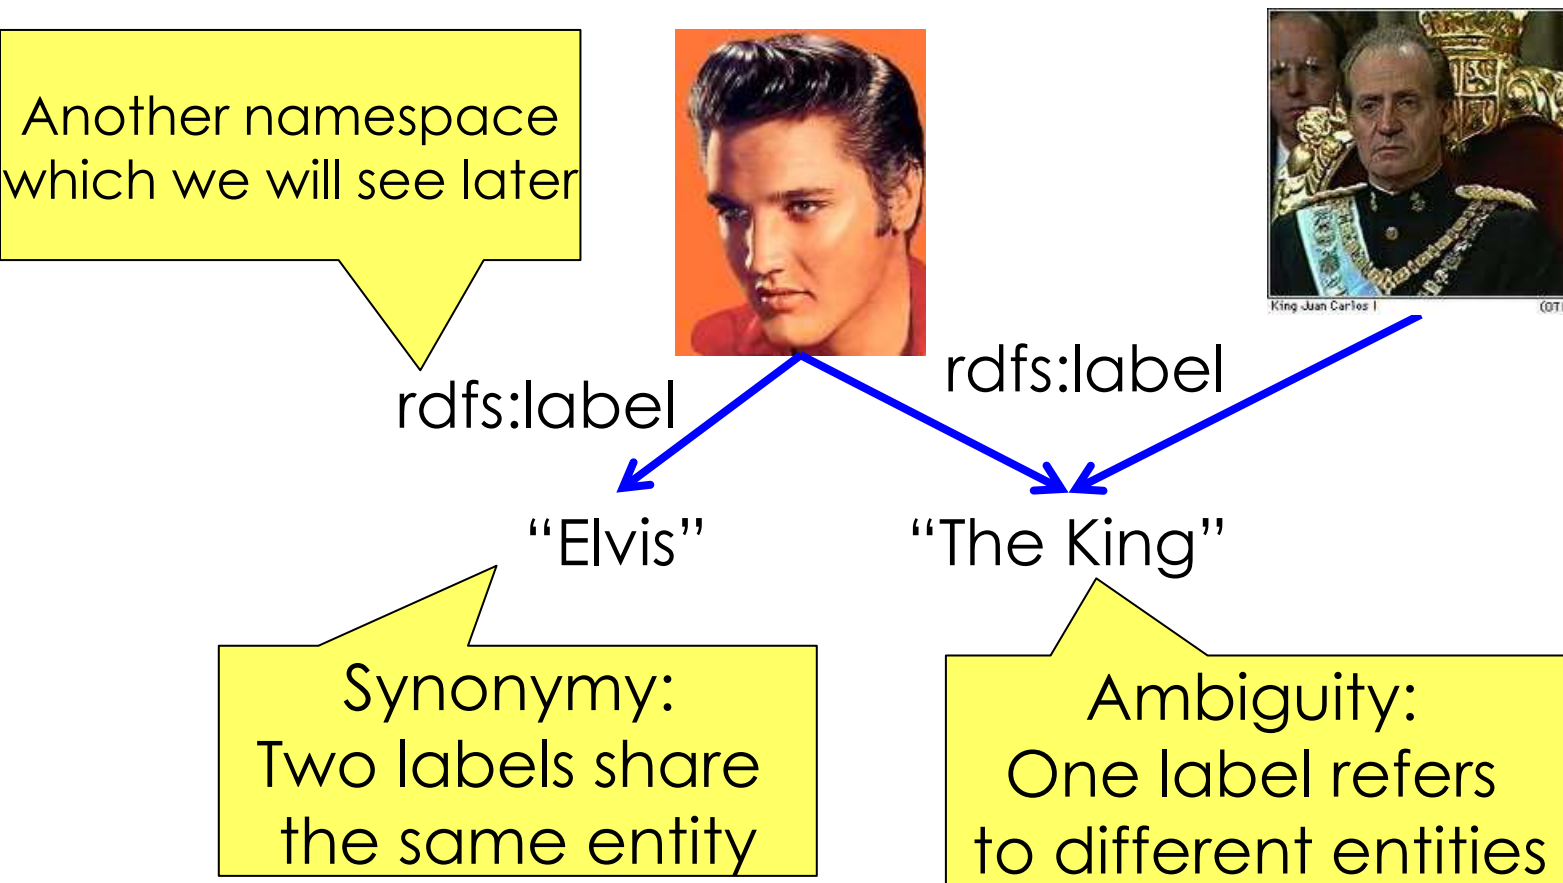 Another namespace
which we will see later
King Juan Carlos I
rdfs:label
rdfs:label
“Elvis”
“The King”
Synonymy:
Two labels share
the same entity
Ambiguity:
One label refers
to different entities